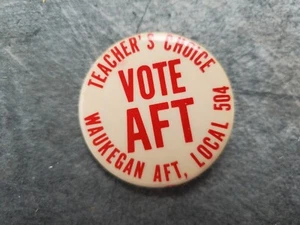 TEACHER'S CHOICE
VOTE
AFT
WAUKEGAN AFT, LOCAL 504